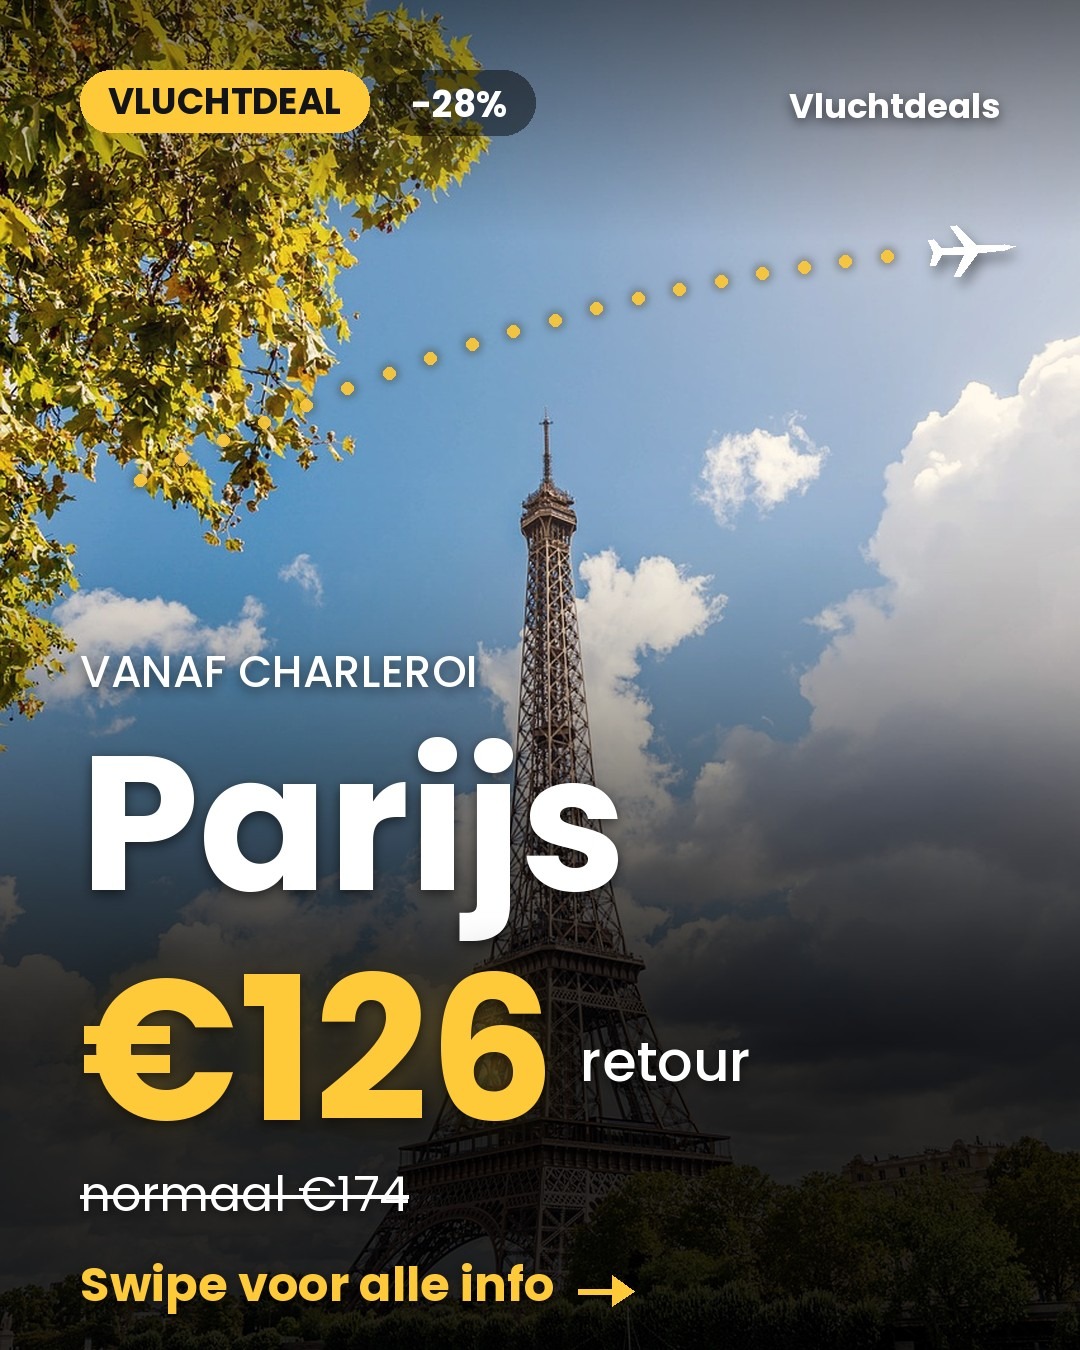 VLUCHTDEAL
-28%
Vluchtdeals
VANAF CHARLEROI
Parijs
€126 retour
normaal €174
Swipe voor alle info →